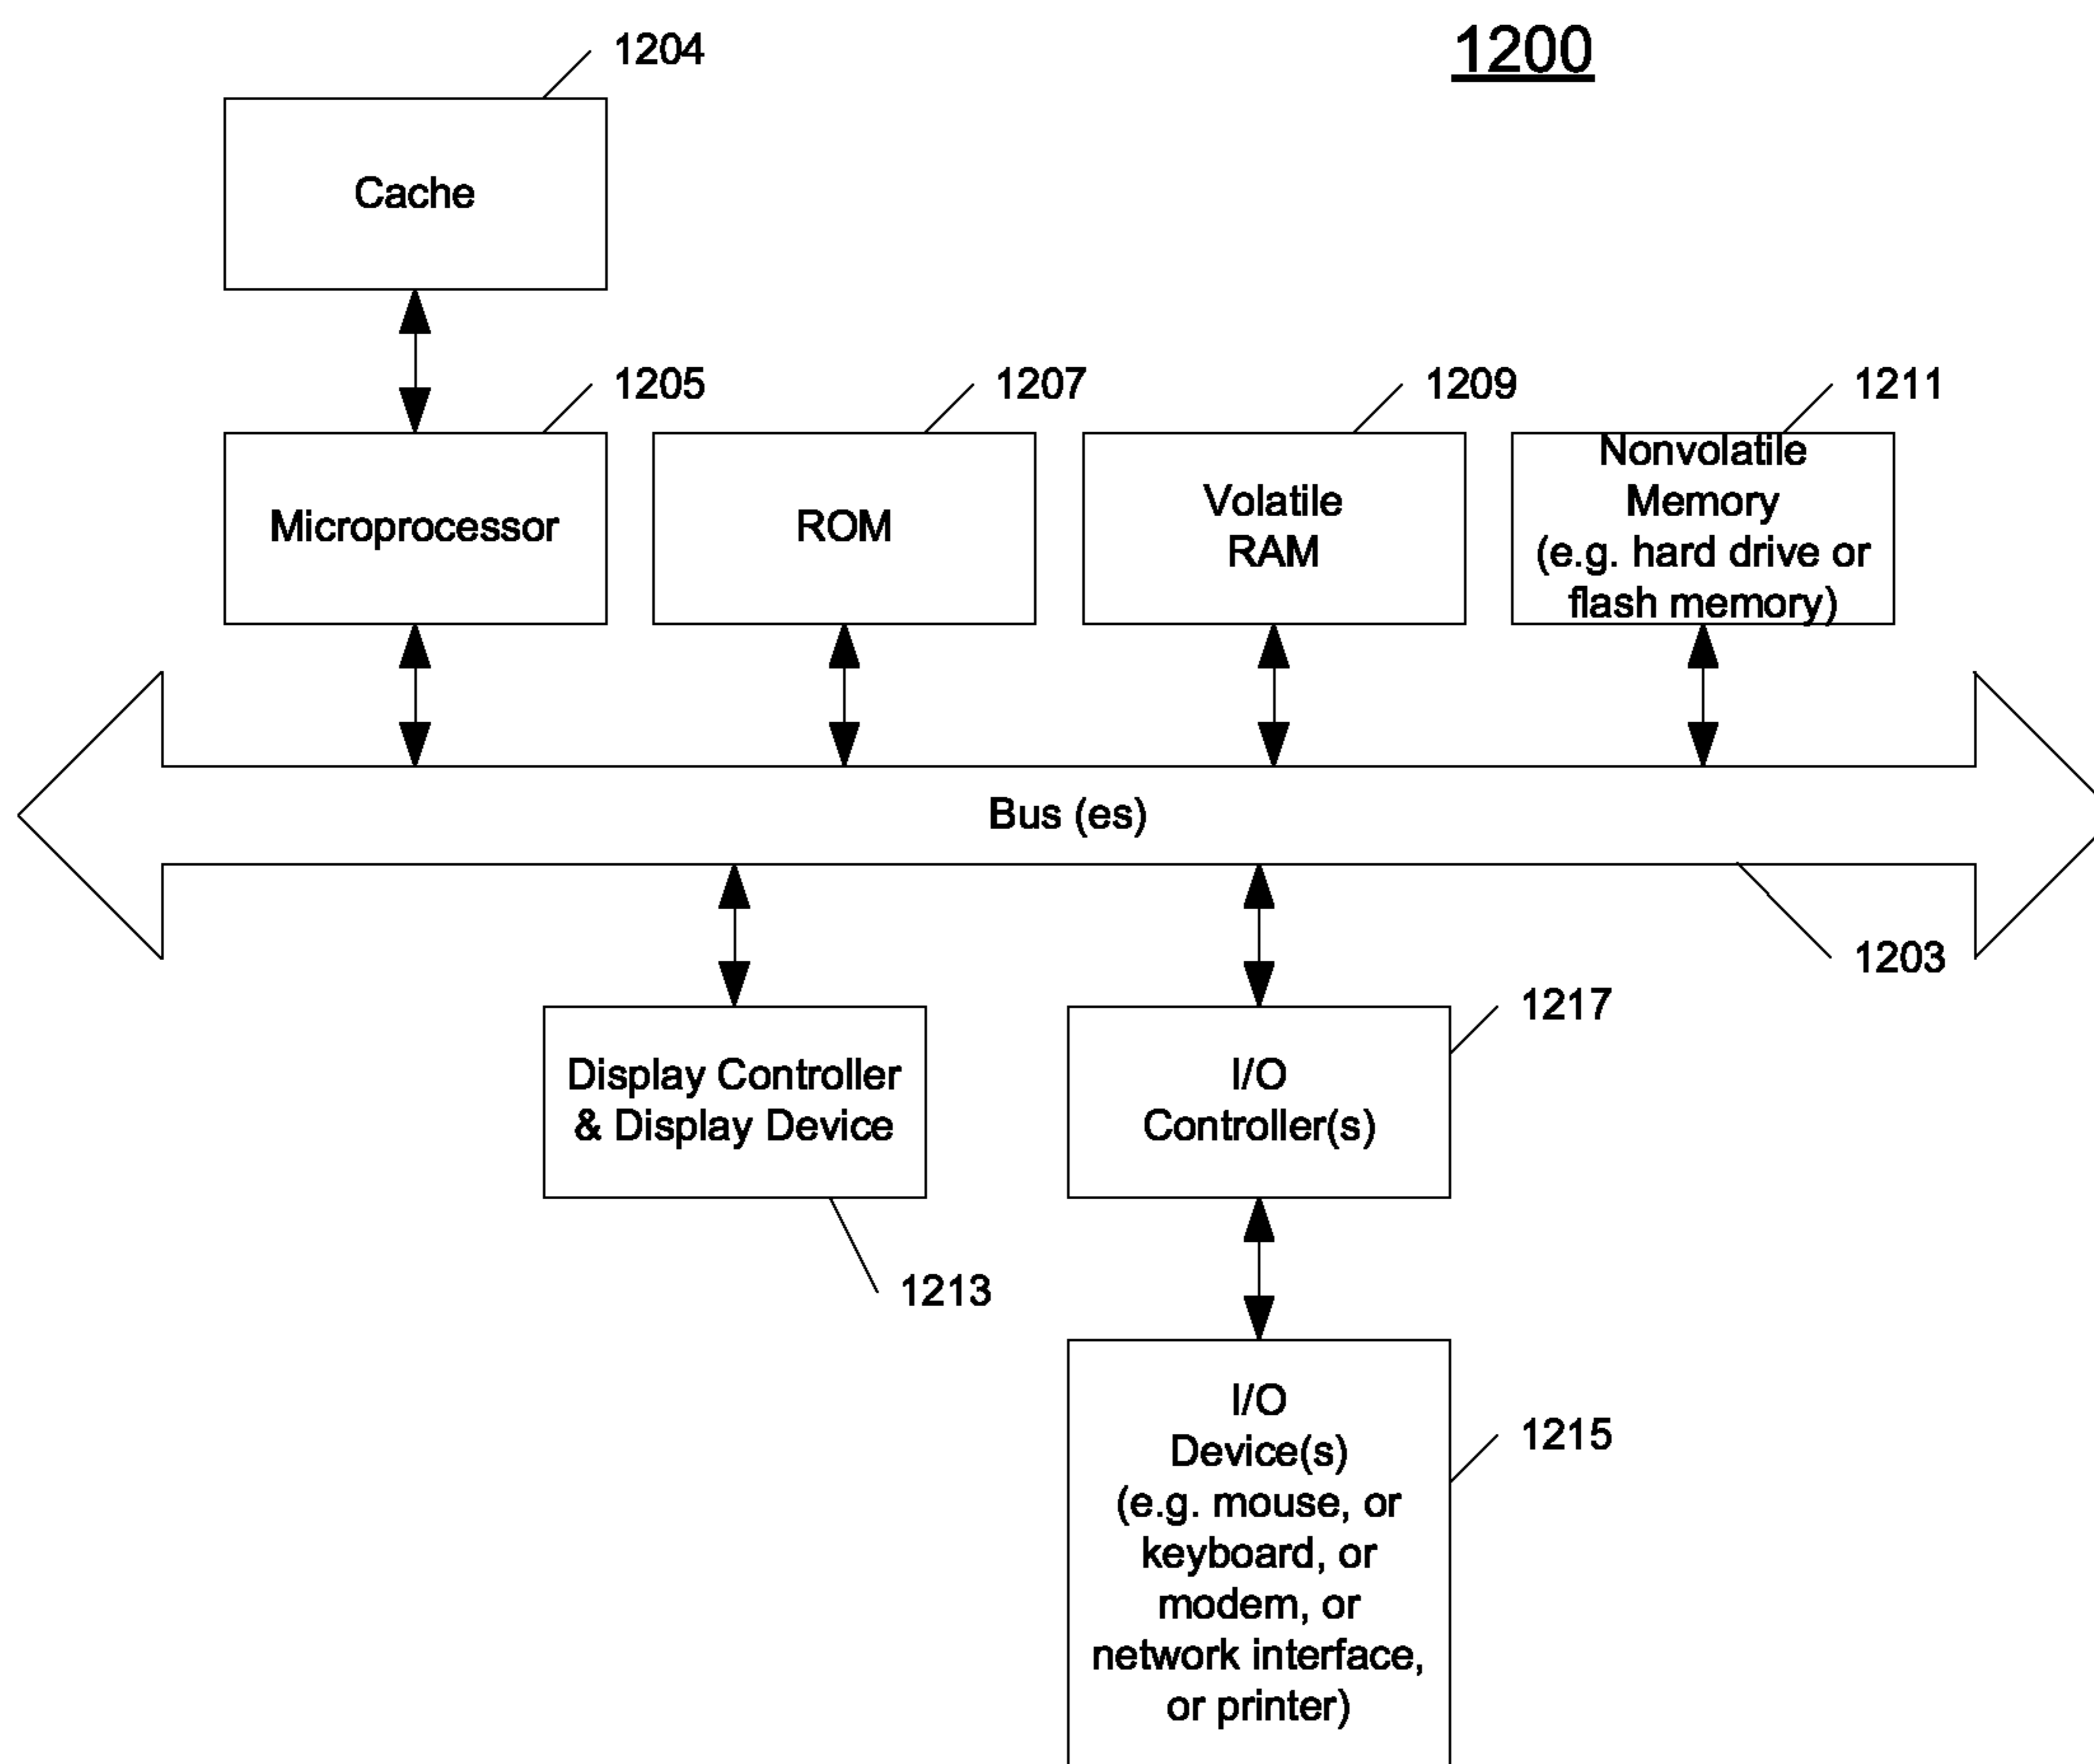 1200
1204
Cache
1205
1207
1209
1211
Microprocessor
ROM
Volatile
RAM
Nonvolatile
Memory
(e.g. hard drive or
flash memory)
Bus (es)
1203
1217
Display Controller
& Display Device
I/O
Controller(s)
1213
1215
I/O
Device(s)
(e.g. mouse, or
keyboard, or
modem, or
network interface,
or printer)